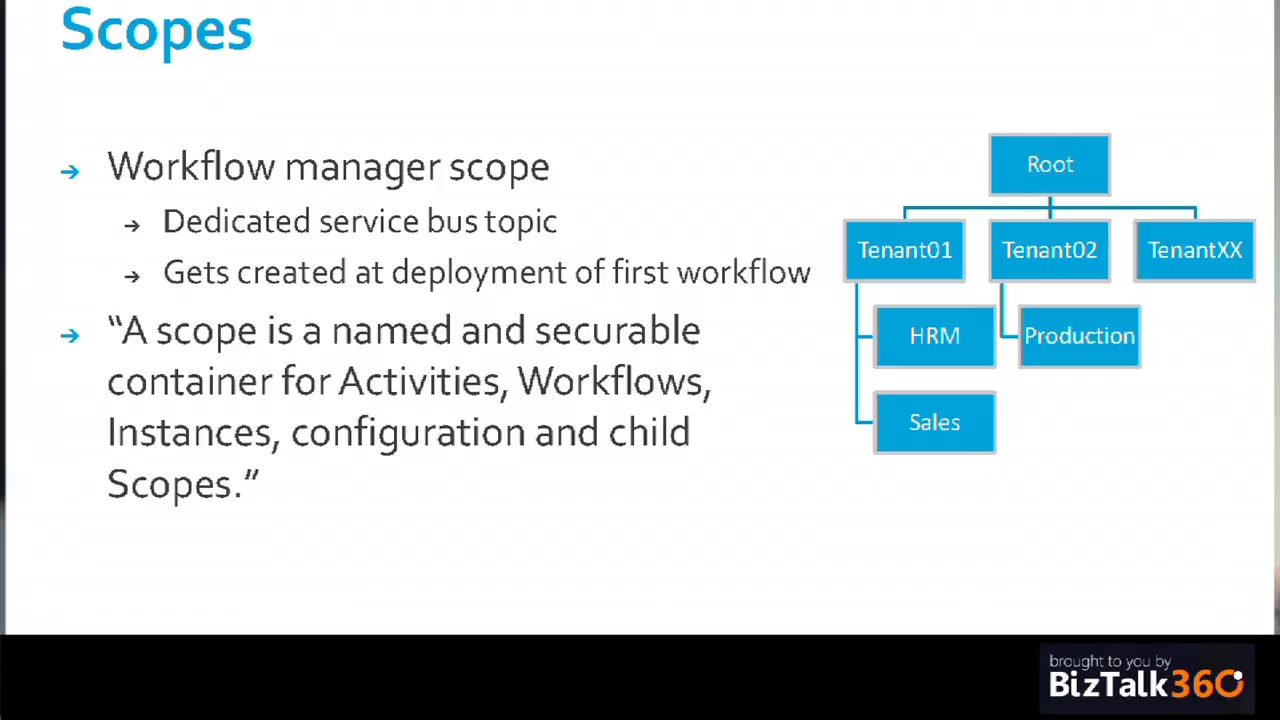 Scopes
Workflow manager scope
Dedicated service bus topic
Gets created at deployment of first workflow
“A scope is a named and securable
container for Activities, Workflows,
Instances, configuration and child
Scopes.”
Root
Tenant01
Tenant02
TenantXX
HRM
Production
Sales
brought to you by
BizTalk360